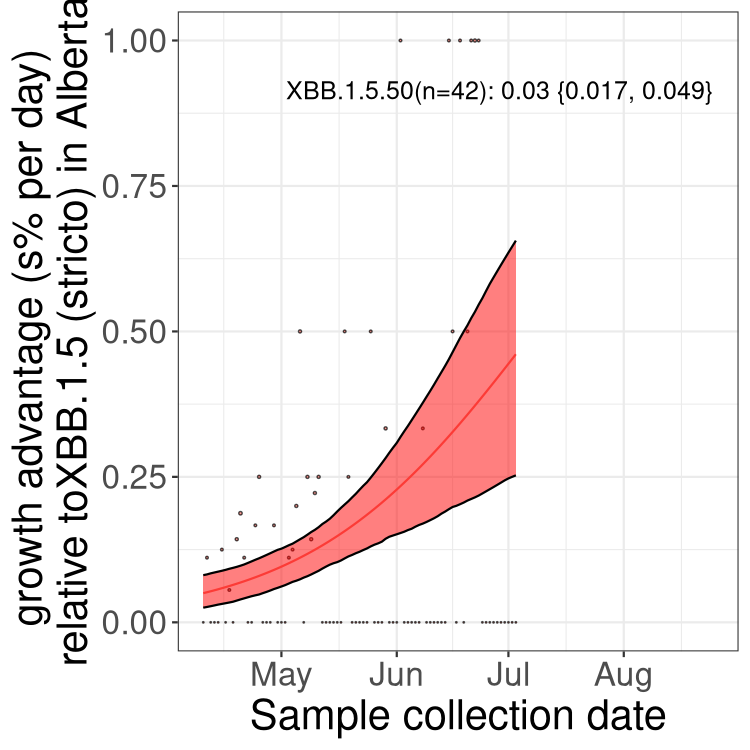 growth advantage (s% per day)
relative toXBB.1.5 (stricto) in Alberta
1.00
0.75
0.50
0.25
0.00
XBB.1.5.50(n=42): 0.03 {0.017, 0.049}
May Jun Jul Aug
Sample collection date